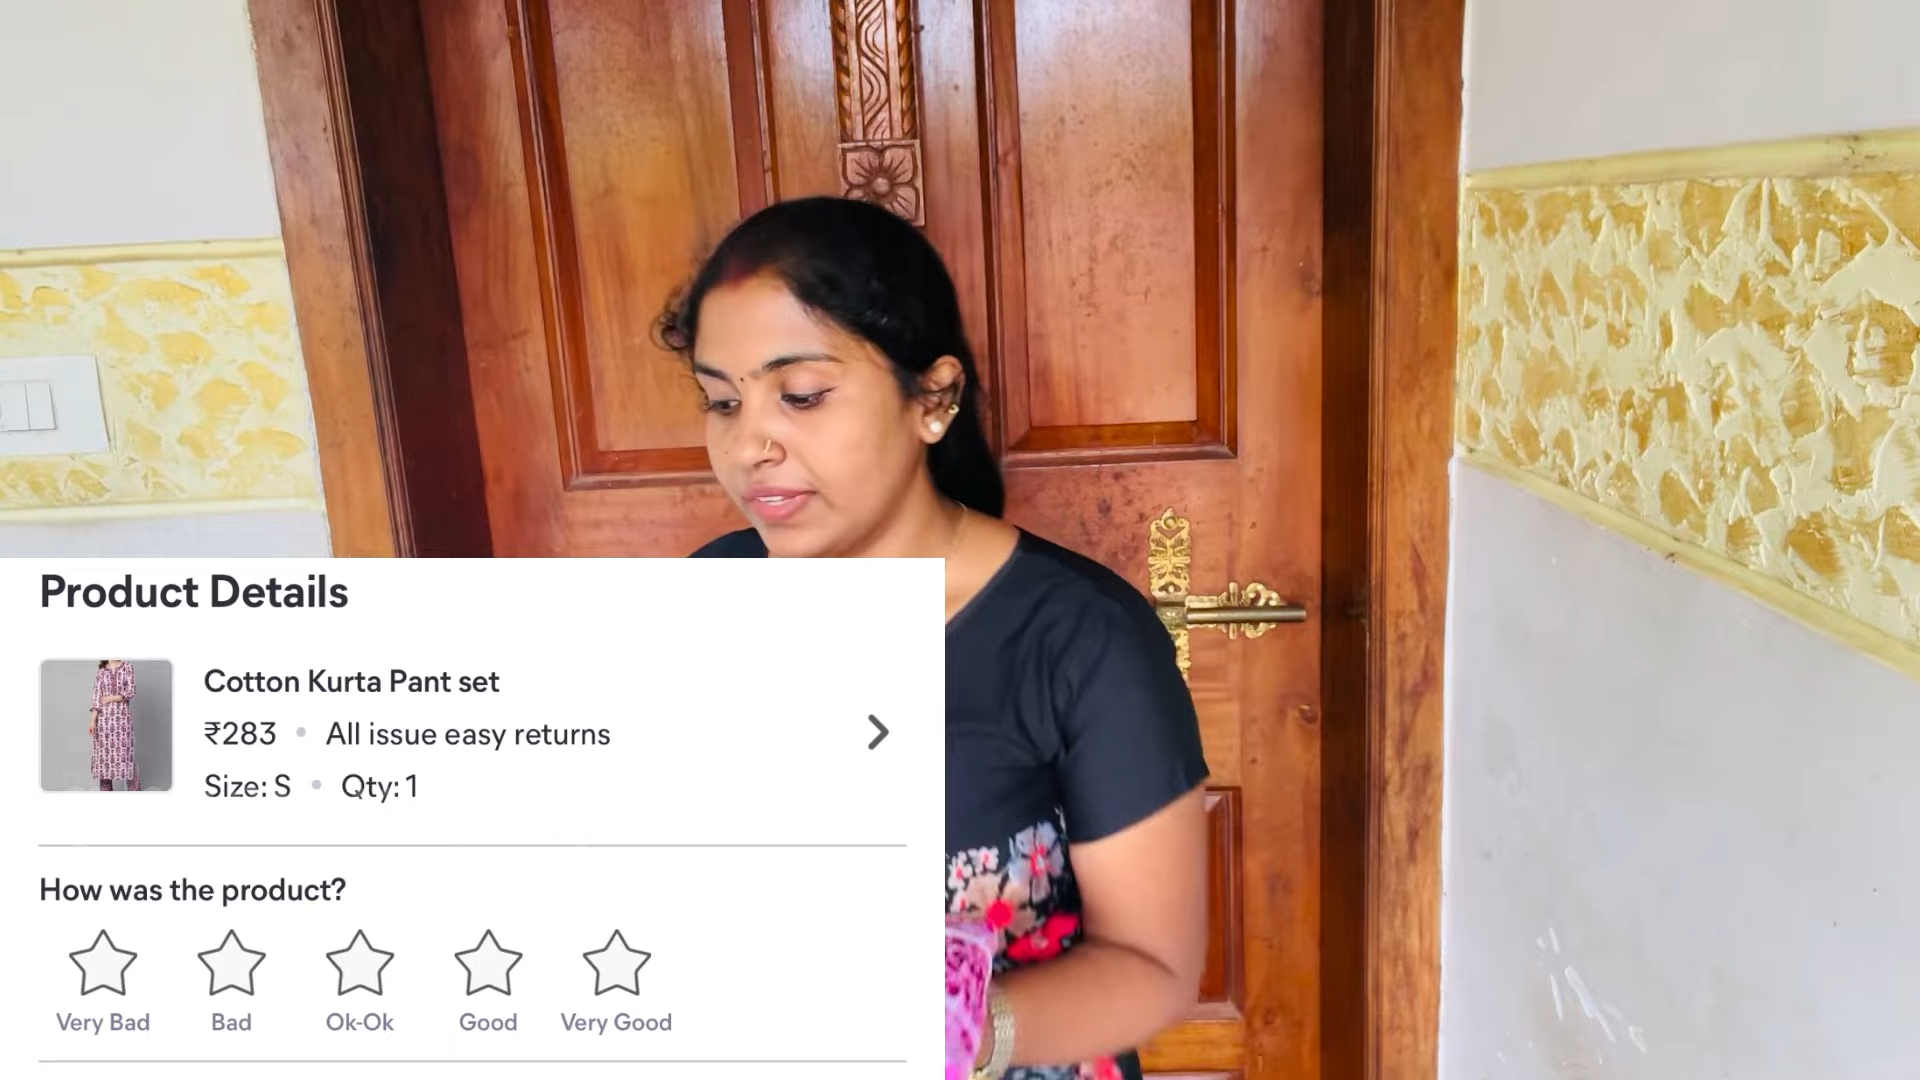 Product Details
Cotton Kurta Pant set
₹283 • All issue easy returns
Size: S • Qty: 1
How was the product?
Very Bad
Bad
Ok-Ok
Good
Very Good